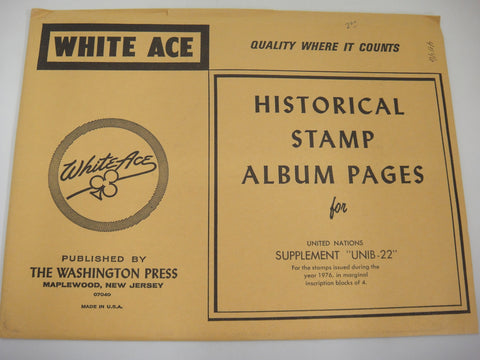 WHITE ACE
QUALITY WHERE IT COUNTS
HISTORICAL
STAMP
ALBUM PAGES
for
UNITED NATIONS
SUPPLEMENT "UNIB-22"
For the stamps issued during the
year 1976, in marginal
inscription blocks of 4.
White-Ace
PUBLISHED BY
THE WASHINGTON PRESS
MAPLEWOOD, NEW JERSEY
07040
MADE IN U.S.A.